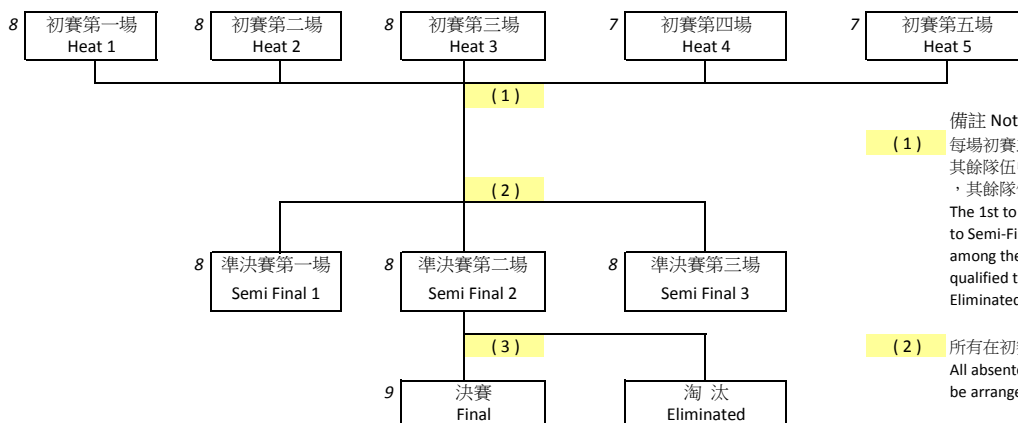 8 初賽第一場 8 初賽第二場 8 初賽第三場 7 初賽第四場 7 初賽第五場
Heat 1 Heat 2 Heat 3 Heat 4 Heat 5
( 1 )
備註 Not
( 1 ) 每場初賽
其餘隊伍
( 2 ) ，其餘隊
The 1st to
to Semi-Fi
8 準決賽第一場 8 準決賽第二場 8 準決賽第三場 among the
Semi Final 1 Semi Final 2 Semi Final 3 qualified t
Eliminated
( 3 ) ( 2 ) 所有在初
All absent
9 決賽 淘 汰 be arrange
Final Eliminated